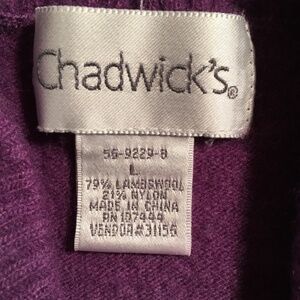 Chadwick's®
56-9229-8
L
79% LAMBSWOOL
21% NYLON
MADE IN CHINA
RN 107444
VENDOR#31156